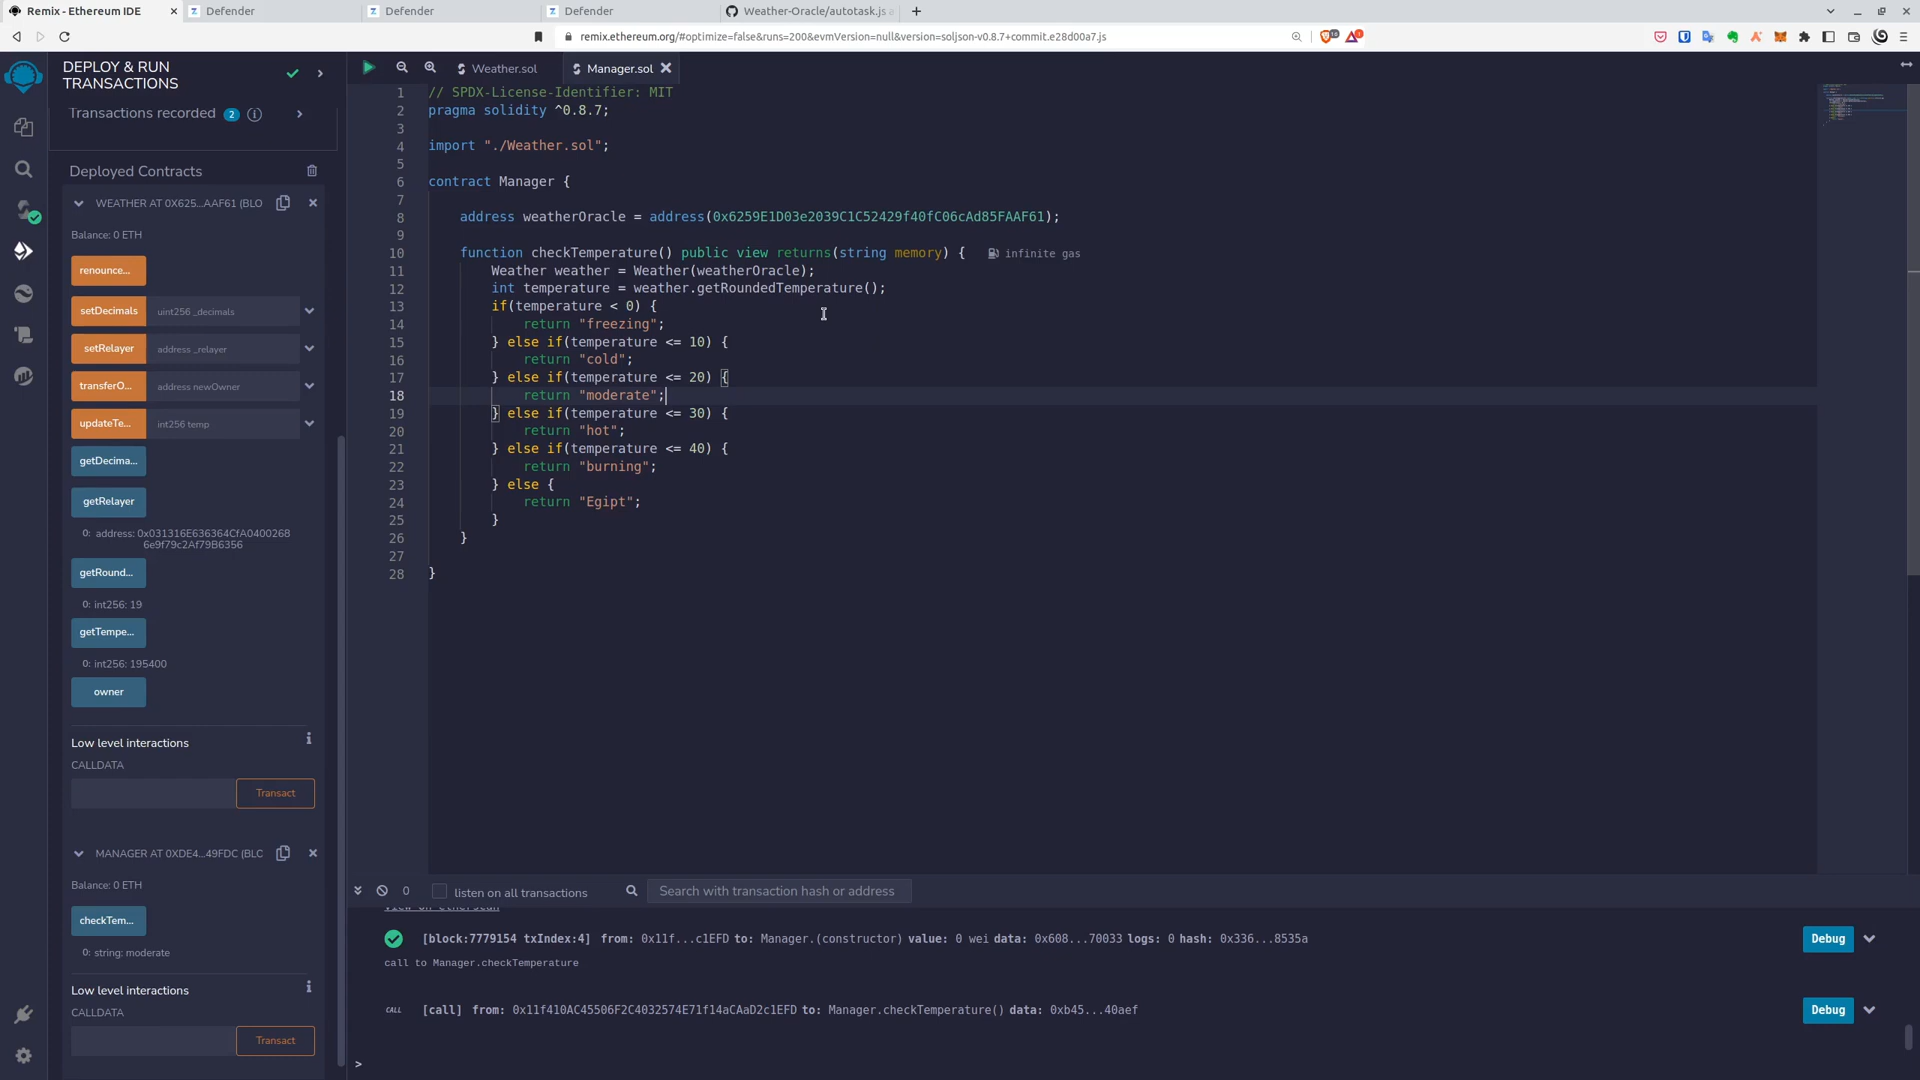 Remix - Ethereum IDE
Defender
Defender
Defender
Weather-Oracle/autotask.js a
remix.ethereum.org/#optimize=false&runs=200&evmVersion=null&version=soljson-v0.8.7+commit.e28d00a7.js
DEPLOY & RUN
TRANSACTIONS
Transactions recorded 2
Deployed Contracts
WEATHER AT 0X625...AAF61 (BLO
Balance: 0 ETH
renounce...
setDecimals uint256 _decimals
setRelayer address _relayer
transferO... address newOwner
updateTe... int256 temp
getDecima...
getRelayer
0: address: 0x031316E636364CfA0400268
6e9f79c2Af79B6356
getRound...
0: int256: 19
getTempe...
0: int256: 195400
owner
Low level interactions
CALLDATA
Transact
MANAGER AT 0XDE4...49FDC (BLO
Balance: 0 ETH
checkTem...
0: string: moderate
Low level interactions
CALLDATA
Transact
Weather.sol
Manager.sol
1 // SPDX-License-Identifier: MIT
2 pragma solidity ^0.8.7;
3
4 import "./Weather.sol";
5
6 contract Manager {
7
8 address weatherOracle = address(0x6259E1D03e2039C1C52429f40fC06cAd85FAAF61);
9
10 function checkTemperature() public view returns(string memory) { infinite gas
11 Weather weather = Weather(weatherOracle);
12 int temperature = weather.getRoundedTemperature();
13 if(temperature < 0) {
14 return "freezing";
15 } else if(temperature <= 10) {
16 return "cold";
17 } else if(temperature <= 20) {
18 return "moderate";
19 } else if(temperature <= 30) {
20 return "hot";
21 } else if(temperature <= 40) {
22 return "burning";
23 } else {
24 return "Egipt";
25 }
26 }
27
28 }
0 listen on all transactions Search with transaction hash or address
view on etherscan
[block:7779154 txIndex:4] from: 0x11f...c1EFD to: Manager.(constructor) value: 0 wei data: 0x608...70033 logs: 0 hash: 0x336...8535a Debug
call to Manager.checkTemperature
CALL [call] from: 0x11f410AC45506F2C4032574E71f14aCAaD2c1EFD to: Manager.checkTemperature() data: 0xb45...40aef Debug
>